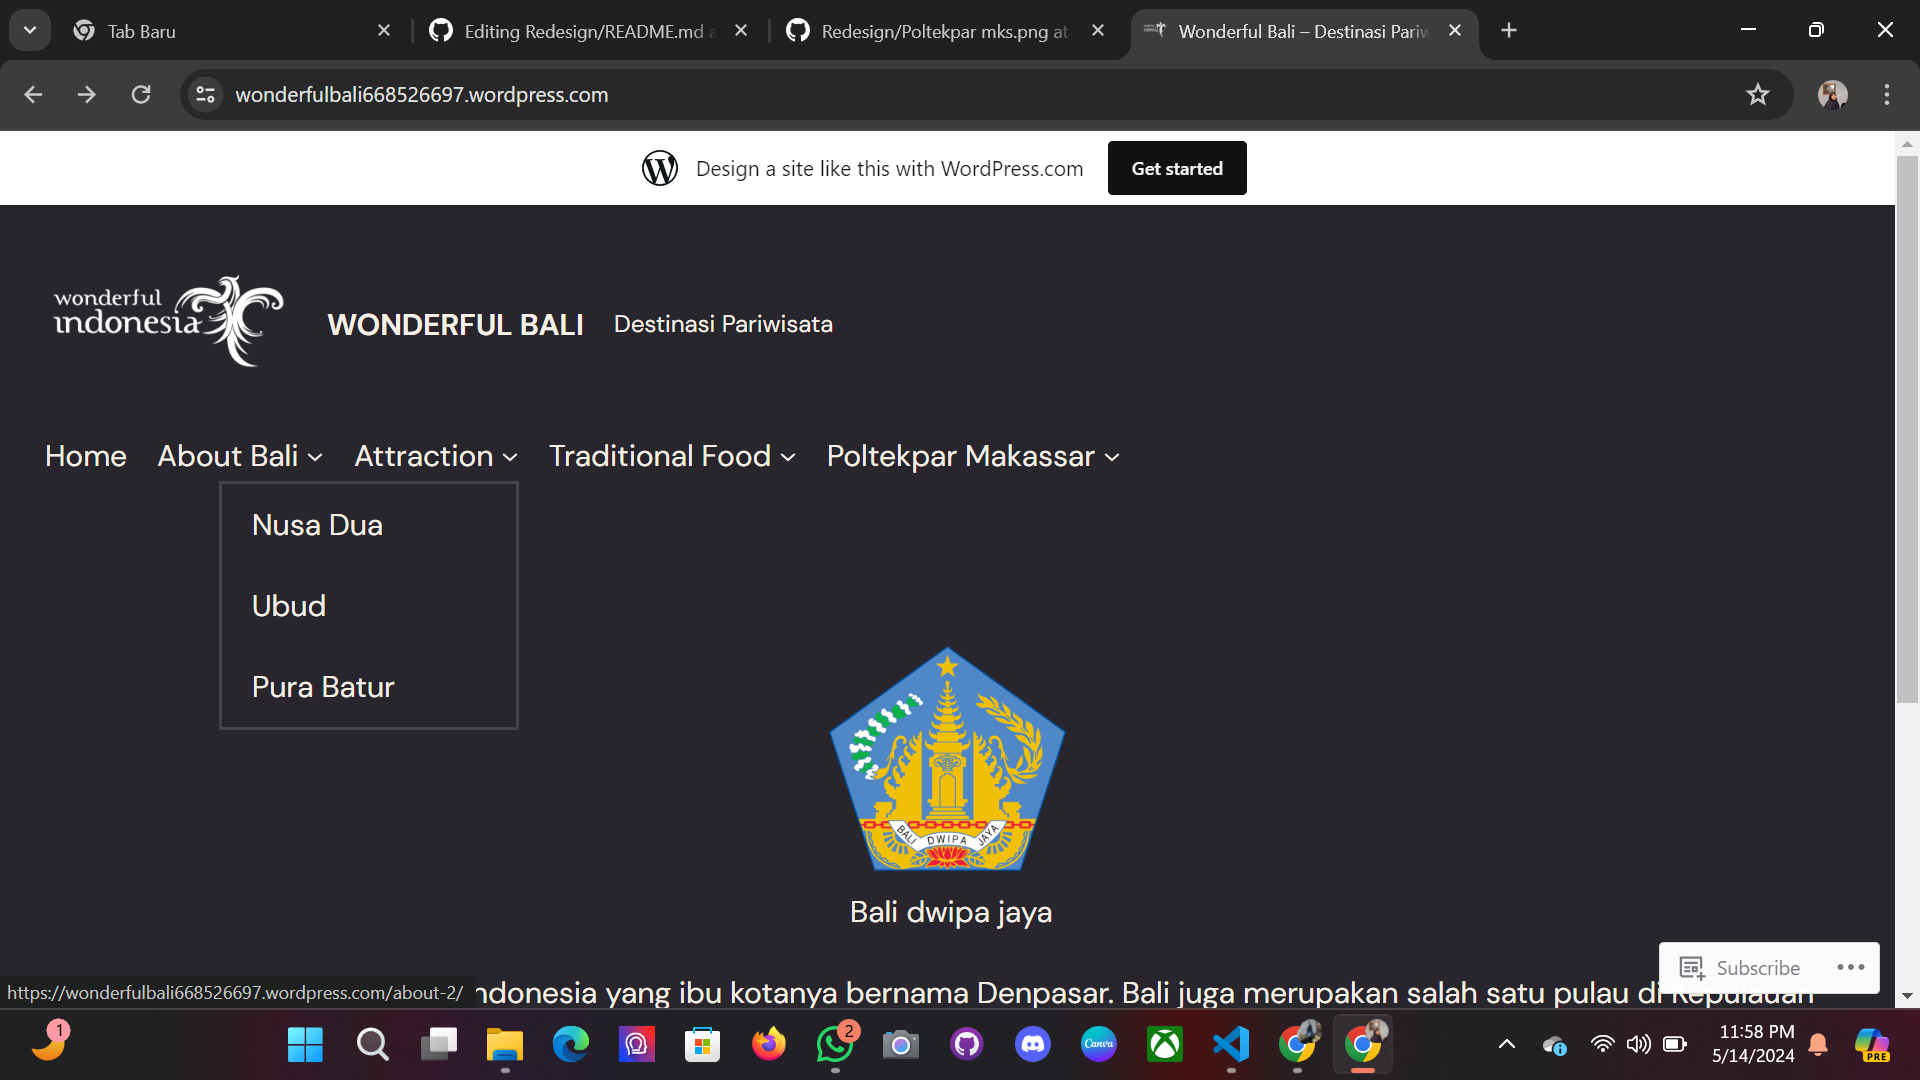 Tab Baru
Editing Redesign/README.md a
Redesign/Poltekpar mks.png at
Wonderful Bali – Destinasi Pariw
wonderfulbali668526697.wordpress.com
Design a site like this with WordPress.com
Get started
wonderful
indonesia
WONDERFUL BALI
Destinasi Pariwisata
Home
About Bali
Attraction
Traditional Food
Poltekpar Makassar
Nusa Dua
Ubud
Pura Batur
BALI DWIPA JAYA
Bali dwipa jaya
Subscribe
https://wonderfulbali668526697.wordpress.com/about-2/
ndonesia yang ibu kotanya bernama Denpasar. Bali juga merupakan salah satu pulau di Kepulauan
1
2
Canva
11:58 PM
5/14/2024
PRE